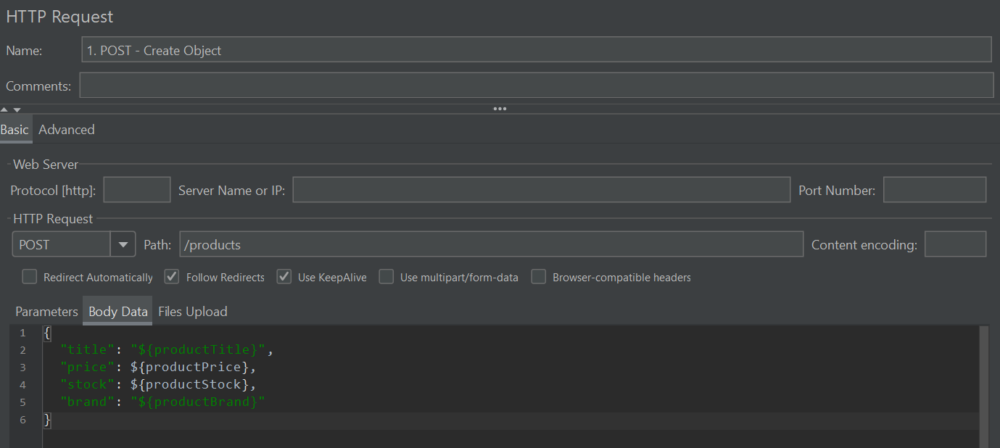 HTTP Request
Name: 1. POST - Create Object
Comments:
Basic Advanced
Web Server
Protocol [http]: Server Name or IP: Port Number:
HTTP Request
POST Path: /products Content encoding:
Redirect Automatically Follow Redirects Use KeepAlive Use multipart/form-data Browser-compatible headers
Parameters Body Data Files Upload
1 {
2 "title": "${productTitle}",
3 "price": ${productPrice},
4 "stock": ${productStock},
5 "brand": "${productBrand}"
6 }